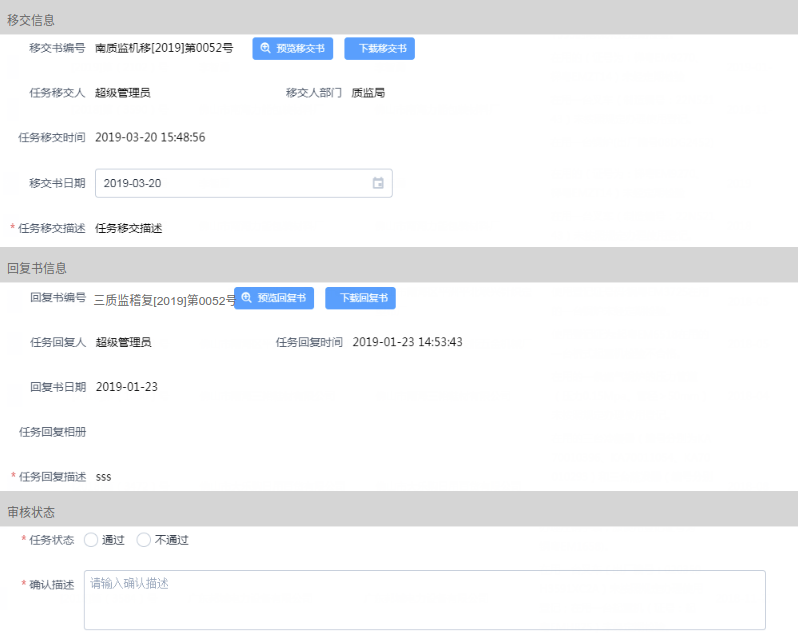 移交信息
移交书编号 南质监机移[2019]第0052号 预览移交书 下载移交书
任务移交人 超级管理员 移交人部门 质监局
任务移交时间 2019-03-20 15:48:56
移交书日期 2019-03-20
* 任务移交描述 任务移交描述
回复书信息
回复书编号 三质监稽复[2019]第0052号 预览回复书 下载回复书
任务回复人 超级管理员 任务回复时间 2019-01-23 14:53:43
回复书日期 2019-01-23
任务回复相册
* 任务回复描述 sss
审核状态
* 任务状态 通过 不通过
* 确认描述 请输入确认描述